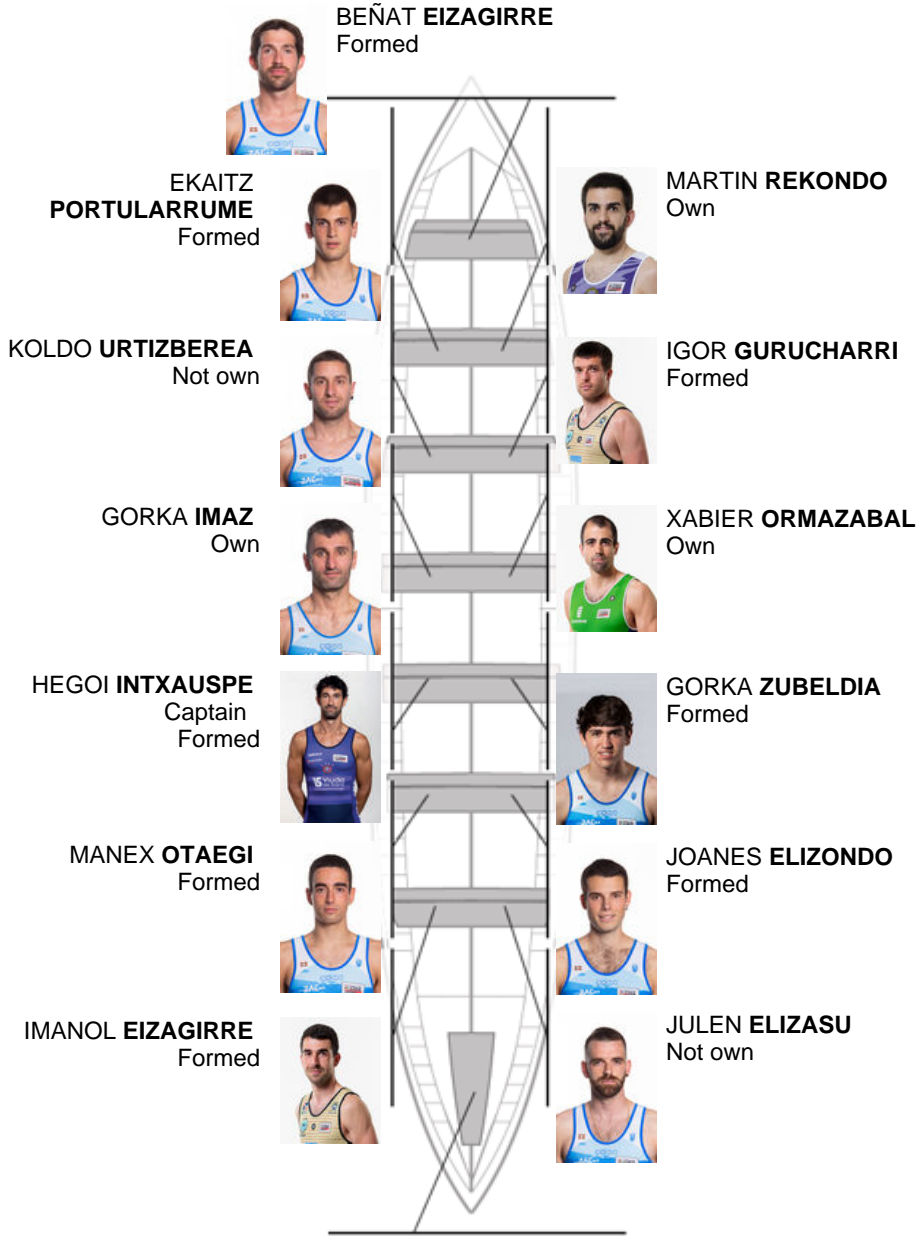 BEÑAT EIZAGIRRE
Formed
EKAITZ
PORTULARRUME
Formed
MARTIN REKONDO
Own
KOLDO URTIZBEREA
Not own
IGOR GURUCHARRI
Formed
GORKA IMAZ
Own
XABIER ORMAZABAL
Own
HEGOI INTXAUSPE
Captain
Formed
GORKA ZUBELDIA
Formed
MANEX OTAEGI
Formed
JOANES ELIZONDO
Formed
IMANOL EIZAGIRRE
Formed
JULEN ELIZASU
Not own